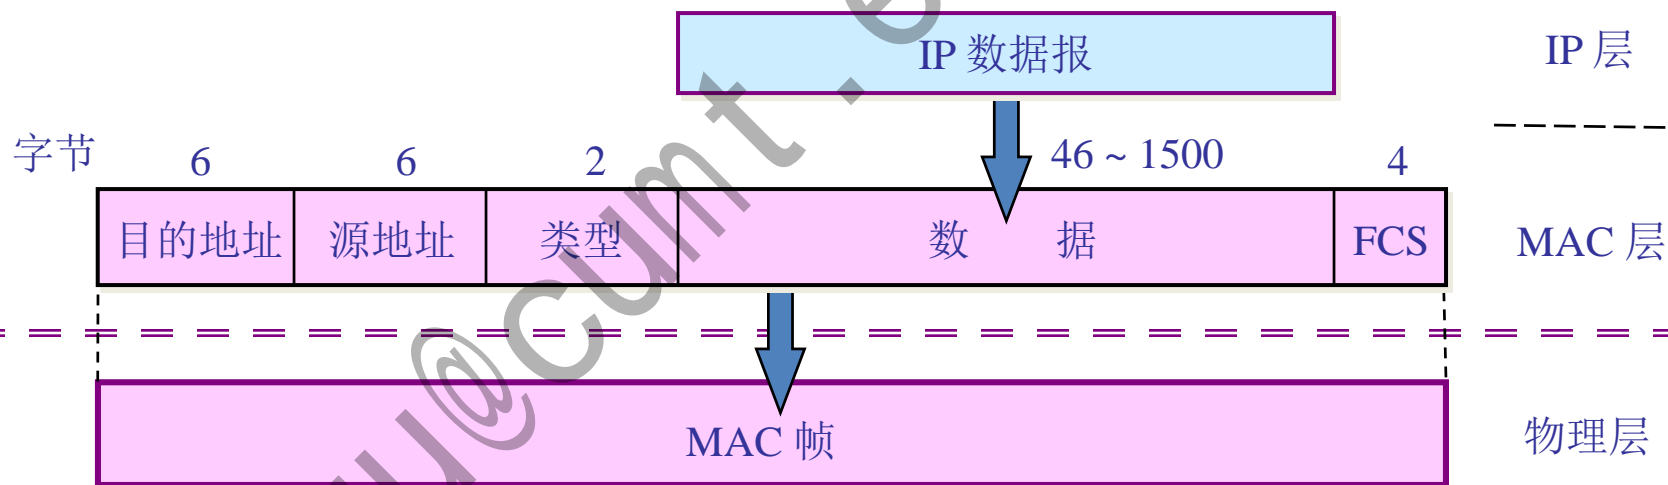 IP 数据报
IP 层
字节 6 6 2 46 ~ 1500 4
目的地址 源地址 类型 数 据 FCS MAC 层
MAC 帧
物理层
u@cumt.e